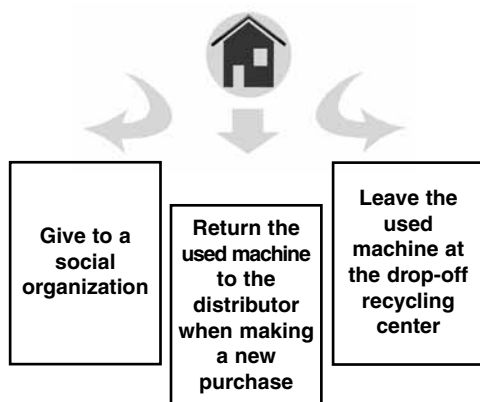 Give to a
social
organization
Return the
used machine
to the
distributor
when making
a new
purchase
Leave the
used
machine at
the drop-off
recycling
center